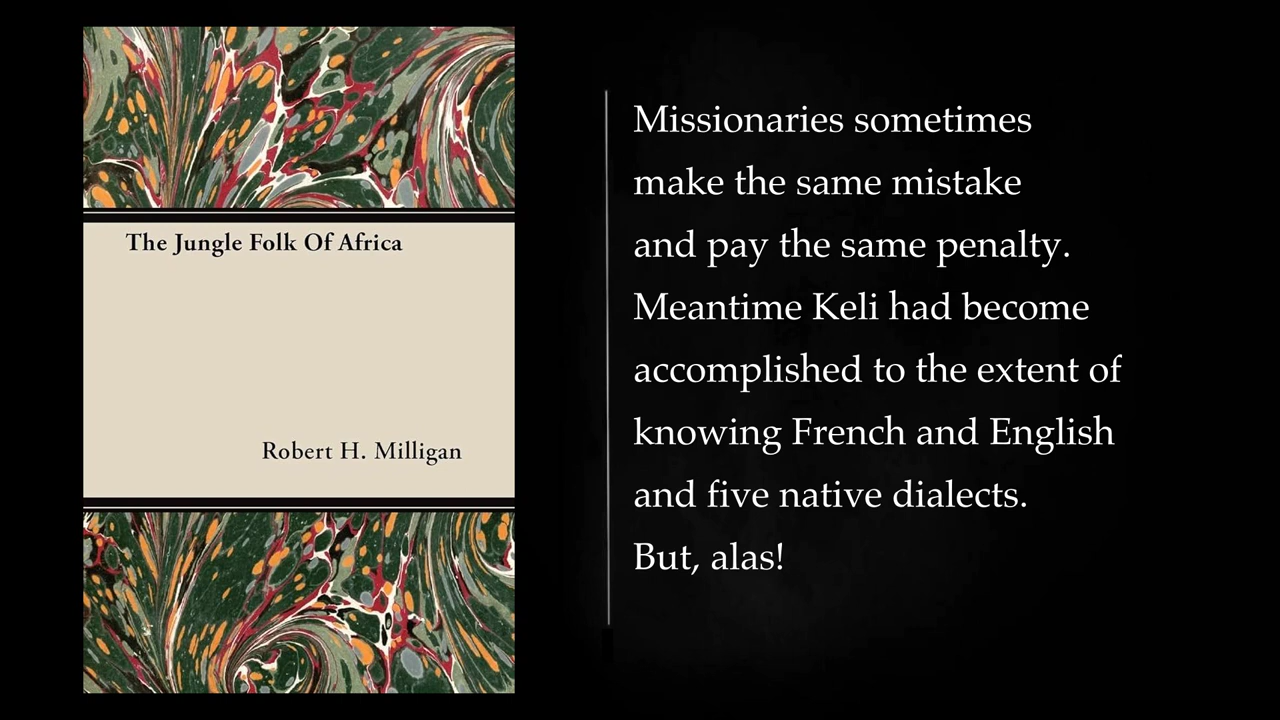 The Jungle Folk Of Africa
Robert H. Milligan
Missionaries sometimes
make the same mistake
and pay the same penalty.
Meantime Keli had become
accomplished to the extent of
knowing French and English
and five native dialects.
But, alas!